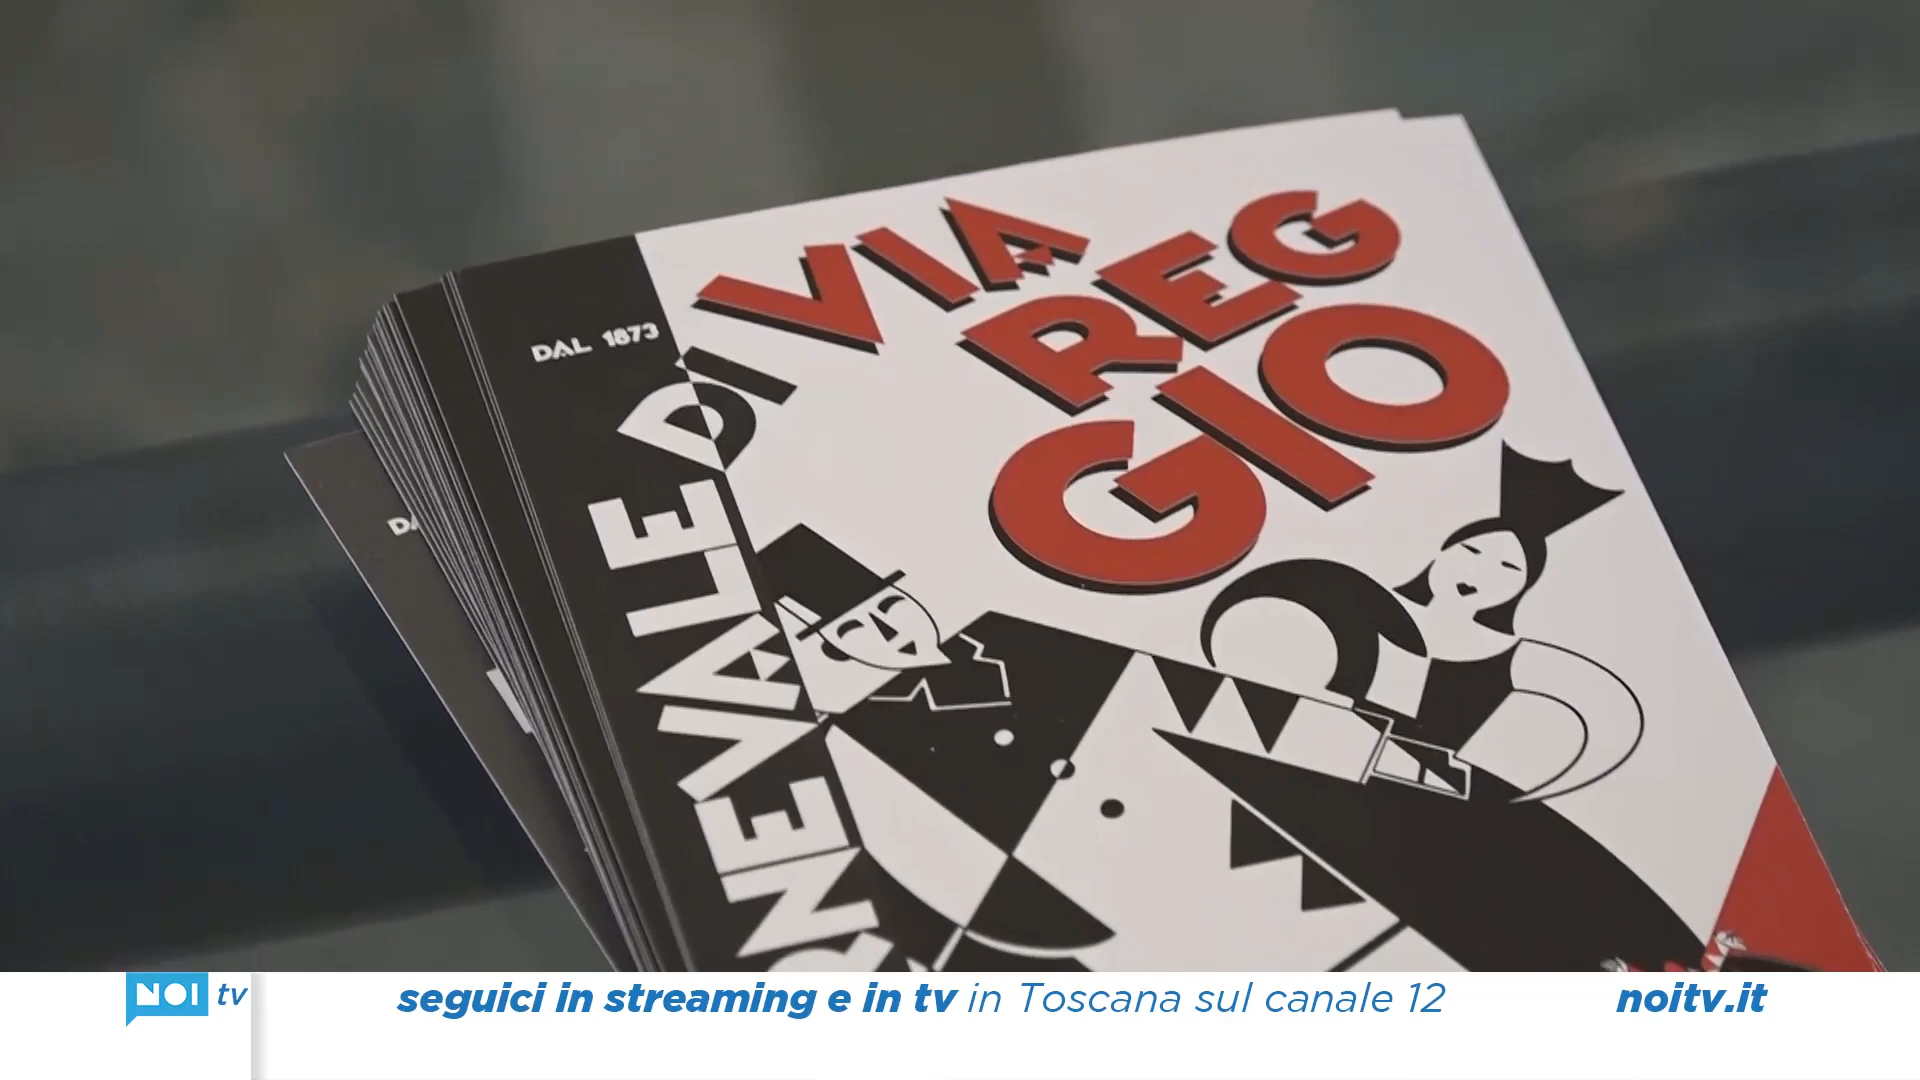 DAL 1873
VIA
REG
GIO
DI
NEVALE
NOI tv
seguici in streaming e in tv in Toscana sul canale 12
noitv.it